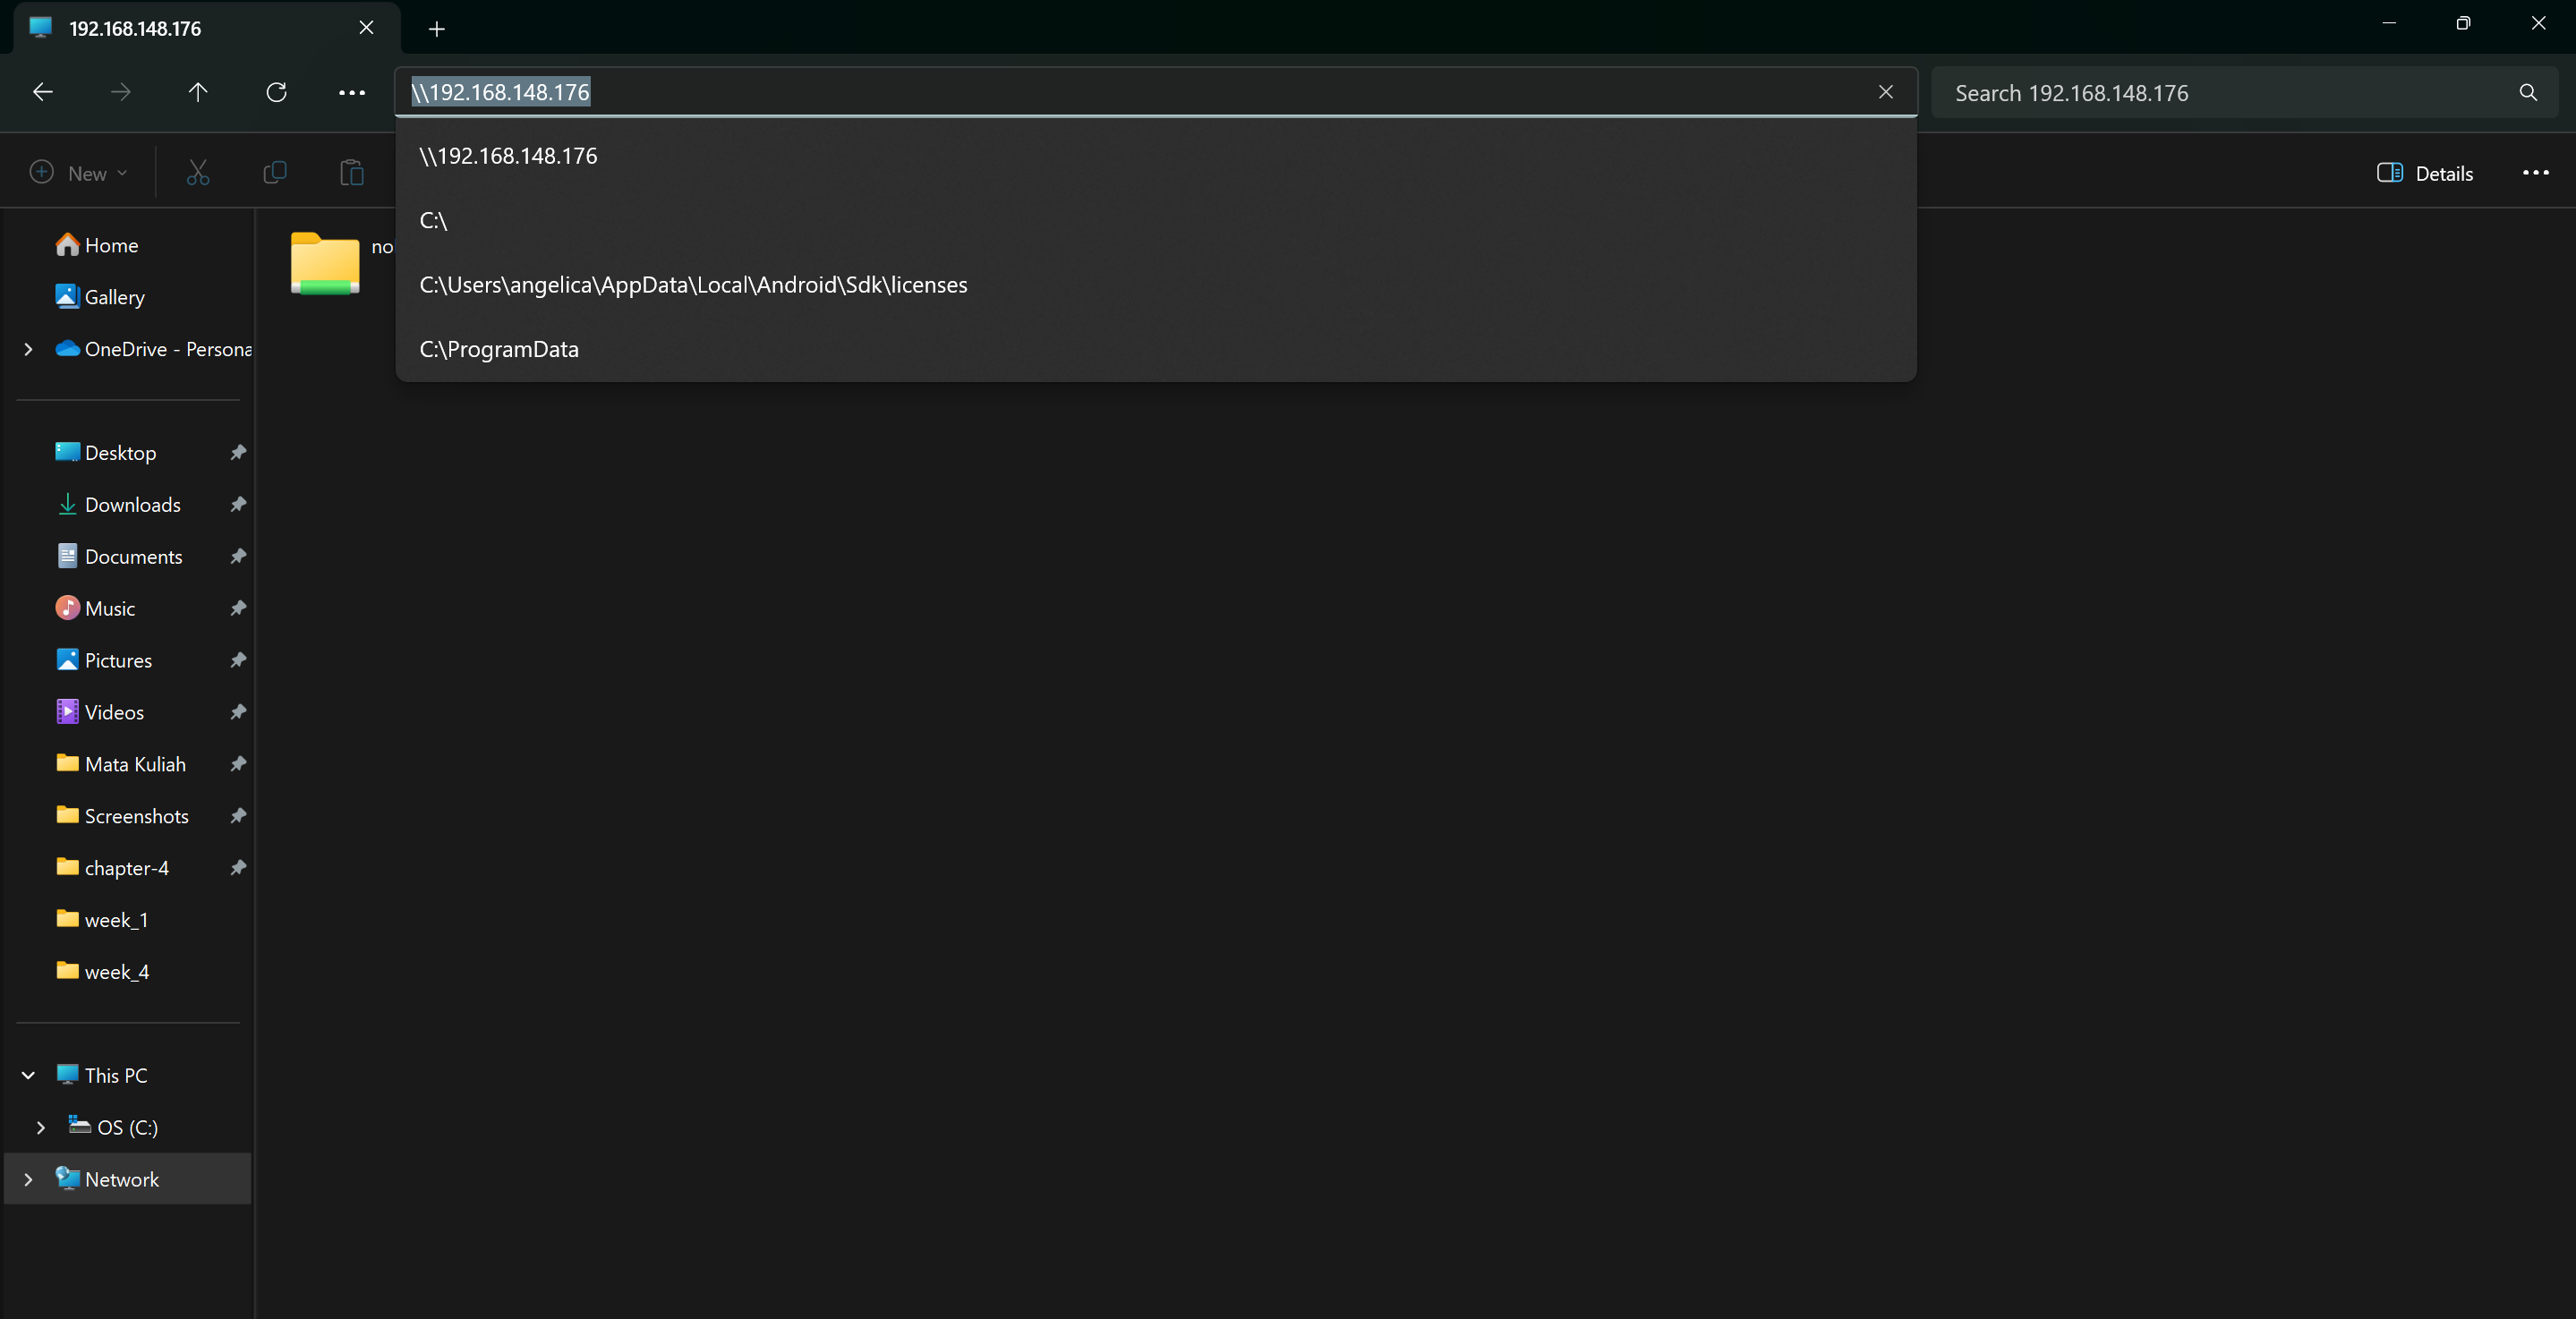 192.168.148.176
\\192.168.148.176
Search 192.168.148.176
New
Details
\\192.168.148.176
C:\
C:\Users\angelica\AppData\Local\Android\Sdk\licenses
C:\ProgramData
Home
Gallery
OneDrive - Persona
Desktop
Downloads
Documents
Music
Pictures
Videos
Mata Kuliah
Screenshots
chapter-4
week_1
week_4
This PC
OS (C:)
Network